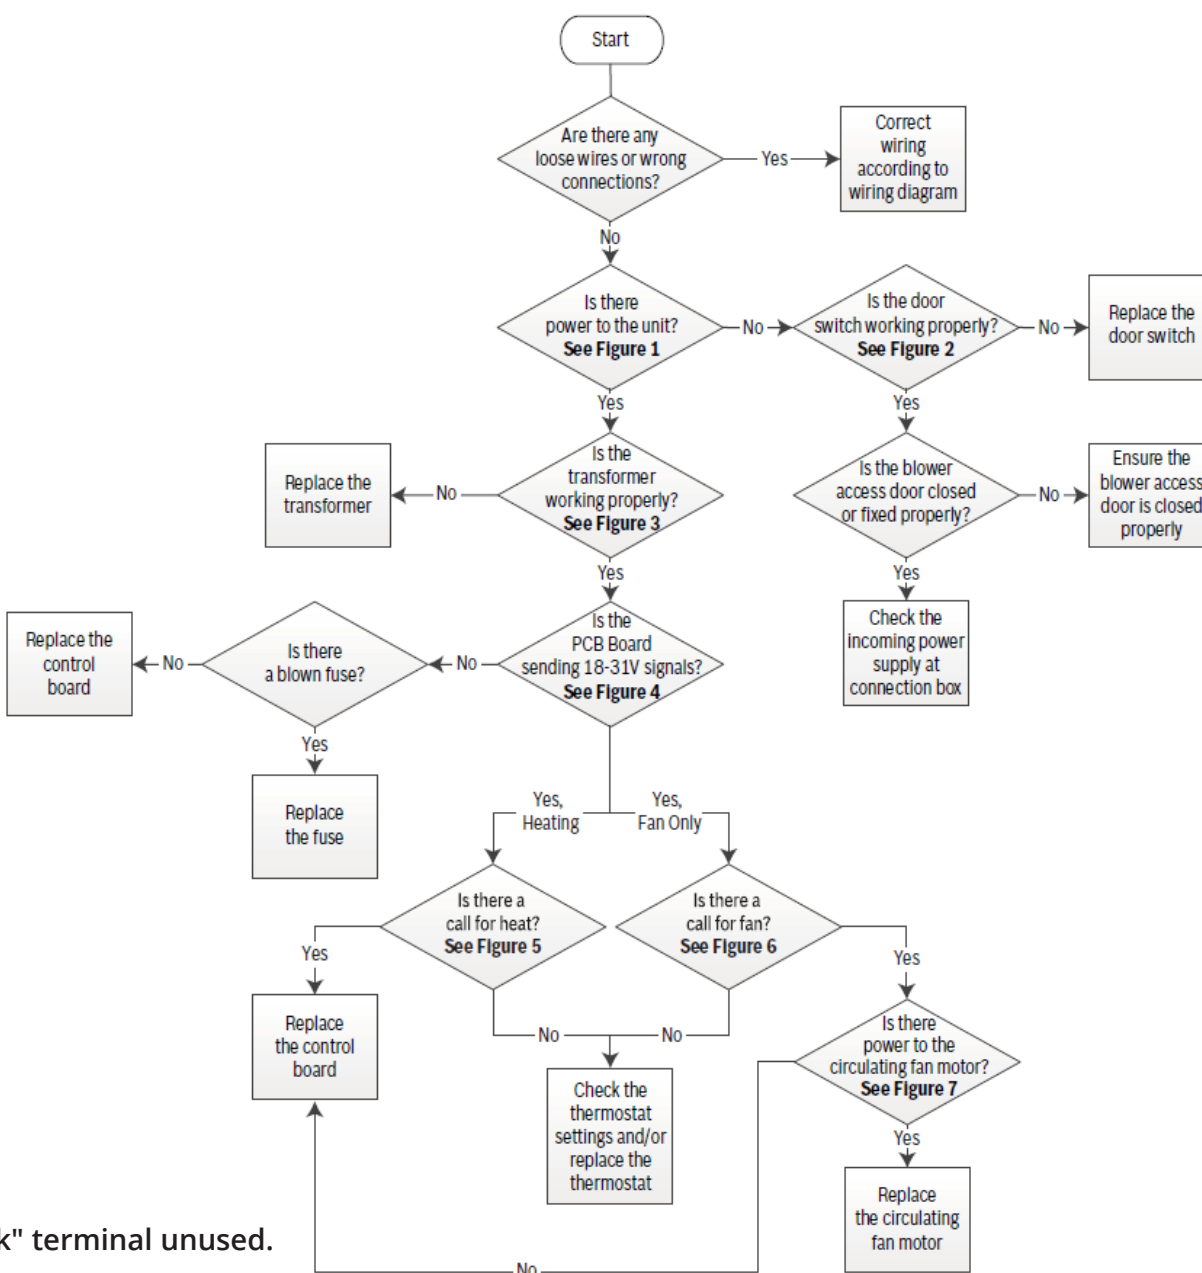 Start
Are there any
loose wires or wrong
connections?
Yes
Correct
wiring
according to
wiring diagram
No
Is there
power to the unit?
See Figure 1
No
Is the door
switch working properly?
See Figure 2
No
Replace the
door switch
Yes
Yes
Is the
transformer
working properly?
See Figure 3
No
Replace the
transformer
Is the blower
access door closed
or fixed properly?
No
Ensure the
blower access
door is closed
properly
Yes
Yes
Check the
incoming power
supply at
connection box
Is the
PCB Board
sending 18-31V signals?
See Figure 4
No
Is there
a blown fuse?
No
Replace the
control
board
Yes
Replace
the fuse
Yes,
Heating
Yes,
Fan Only
Is there a
call for heat?
See Figure 5
Is there a
call for fan?
See Figure 6
Yes
Yes
Replace
the control
board
No
No
Check the
thermostat
settings and/or
replace the
thermostat
Is there
power to the
circulating fan motor?
See Figure 7
Yes
Replace
the circulating
fan motor
No
k" terminal unused.